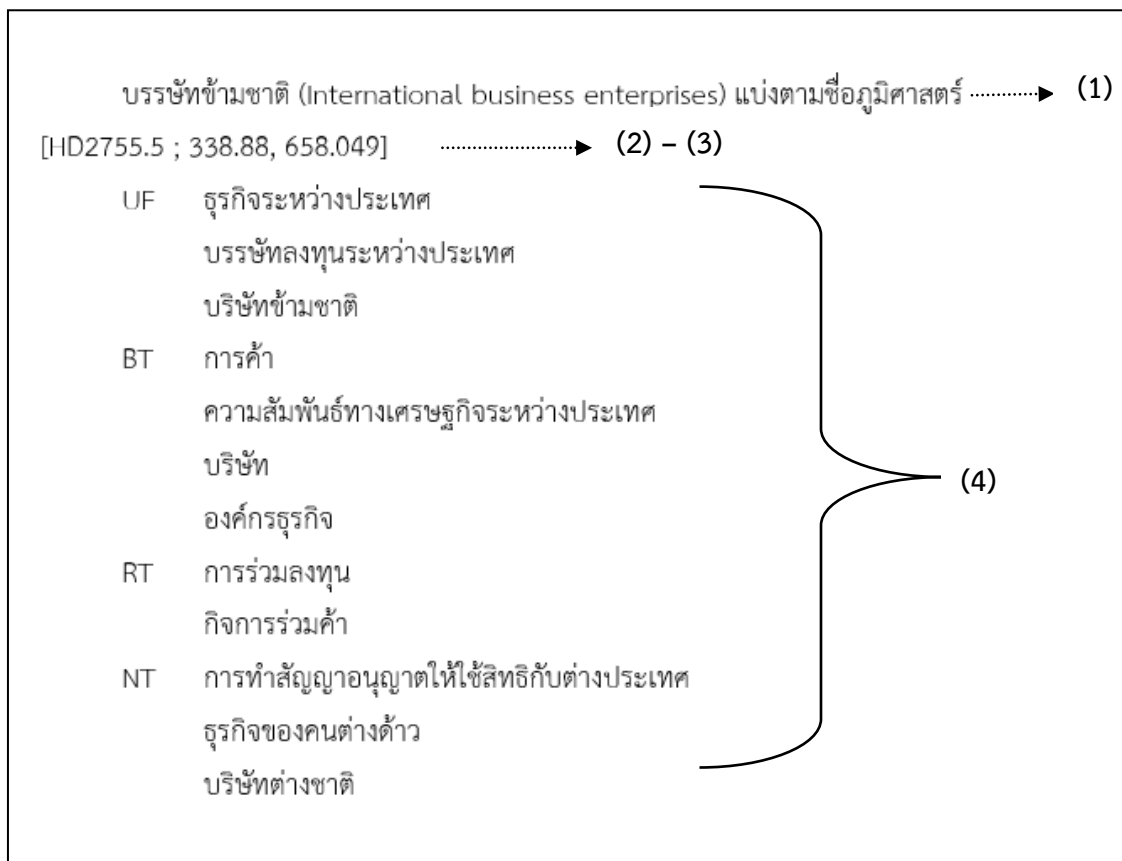 บรรษัทข้ามชาติ (International business enterprises) แบ่งตามชื่อภูมิศาสตร์ (1)
[HD2755.5 ; 338.88, 658.049] (2) – (3)
UF ธุรกิจระหว่างประเทศ
บรรษัทลงทุนระหว่างประเทศ
บริษัทข้ามชาติ
BT การค้า
ความสัมพันธ์ทางเศรษฐกิจระหว่างประเทศ
บริษัท
(4)
องค์กรธุรกิจ
RT การร่วมลงทุน
กิจการร่วมค้า
NT การทำสัญญาอนุญาตให้ใช้สิทธิกับต่างประเทศ
ธุรกิจของคนต่างด้าว
บริษัทต่างชาติ